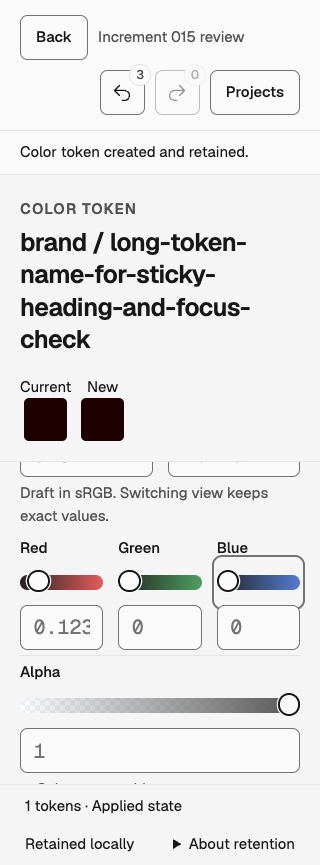 Back
Increment 015 review
3
0
Projects
Color token created and retained.
COLOR TOKEN
brand / long-token-
name-for-sticky-
heading-and-focus-
check
Current New
Draft in sRGB. Switching view keeps
exact values.
Red Green Blue
0.123 0 0
Alpha
1
1 tokens · Applied state
Retained locally
▶ About retention